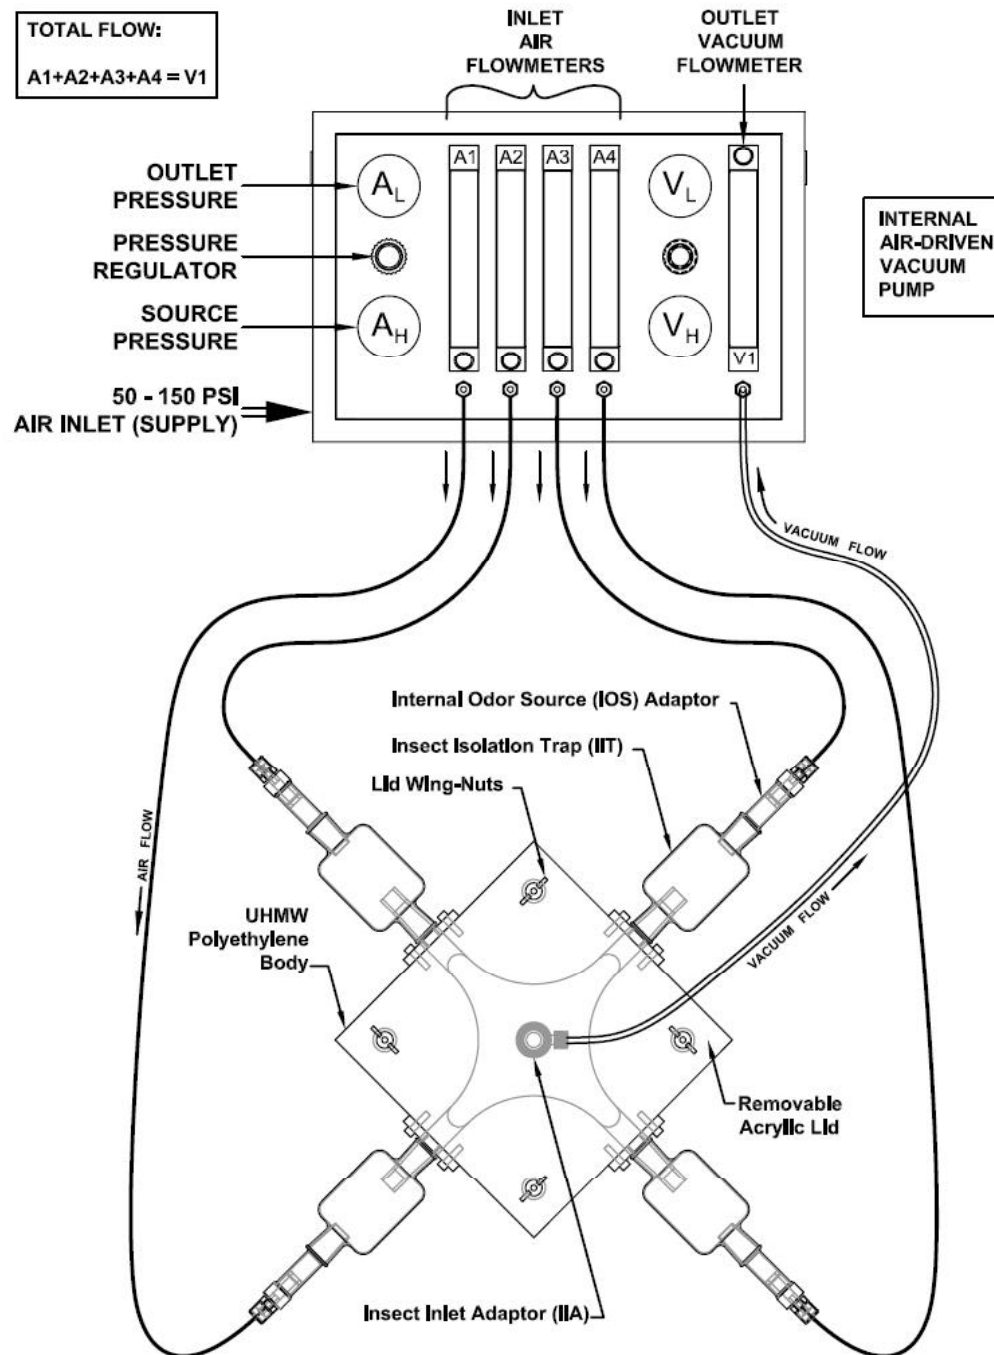 TOTAL FLOW:
A1+A2+A3+A4 = V1
INLET
AIR
FLOWMETERS
OUTLET
VACUUM
FLOWMETER
OUTLET
PRESSURE
PRESSURE
REGULATOR
SOURCE
PRESSURE
50 - 150 PSI
AIR INLET (SUPPLY)
AL
AH
A1
A2
A3
A4
VL
VH
V1
INTERNAL
AIR-DRIVEN
VACUUM
PUMP
VACUUM FLOW
AIR FLOW
Internal Odor Source (IOS) Adaptor
Insect Isolation Trap (IIT)
Lid Wing-Nuts
UHMW
Polyethylene
Body
VACUUM FLOW
Removable
Acrylic Lid
Insect Inlet Adaptor (IIA)